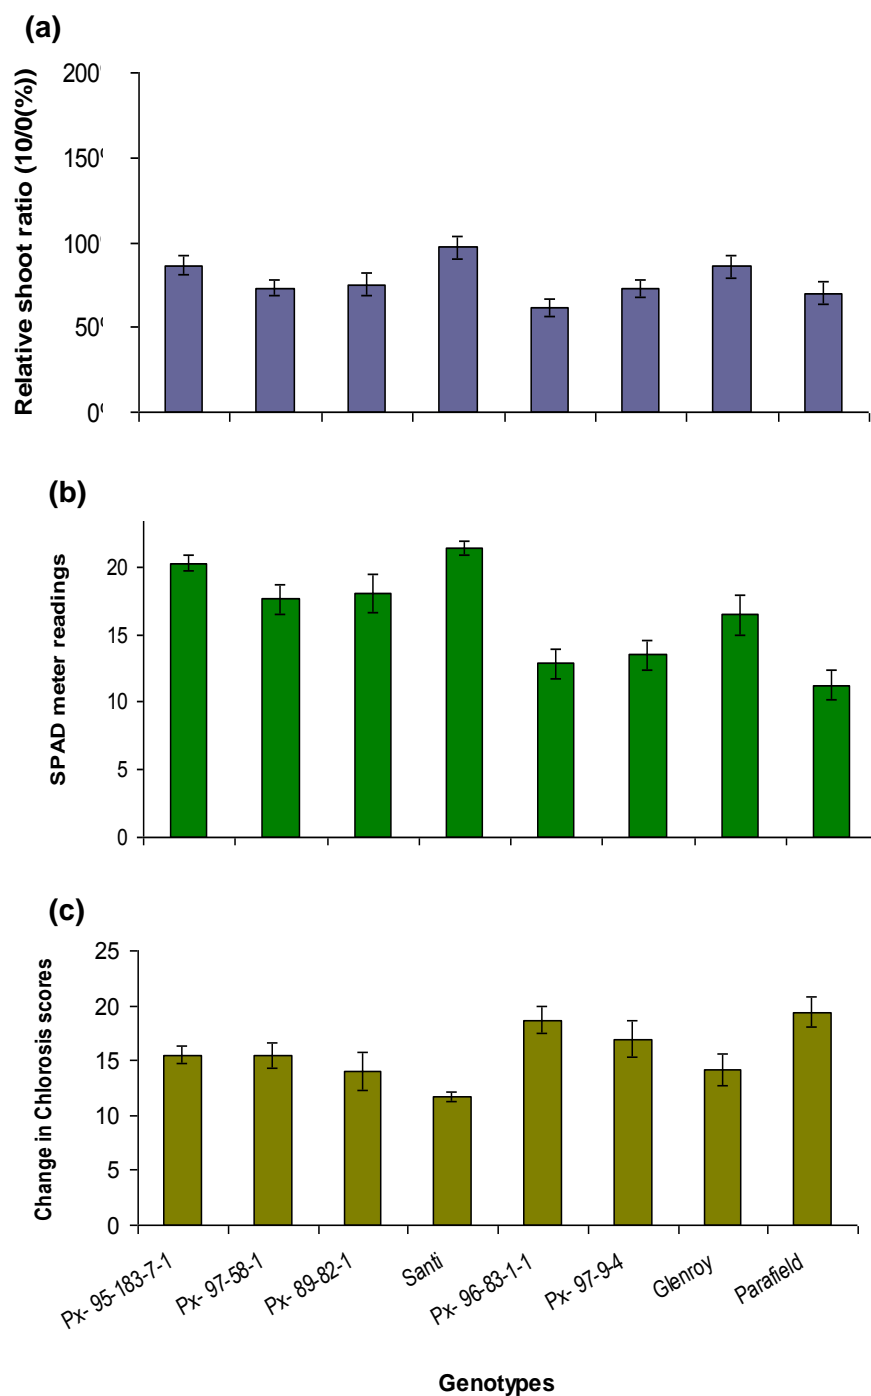 (a)
Relative shoot ratio (10/0(%))
200%
150%
100%
50%
0%
(b)
SPAD meter readings
20
15
10
5
0
(c)
Change in Chlorosis scores
25
20
15
10
5
0
Px- 95-183-7-1
Px- 97-58-1
Px- 89-82-1
Santi
Px- 96-83-1-1
Px- 97-9-4
Glenroy
Parafield
Genotypes